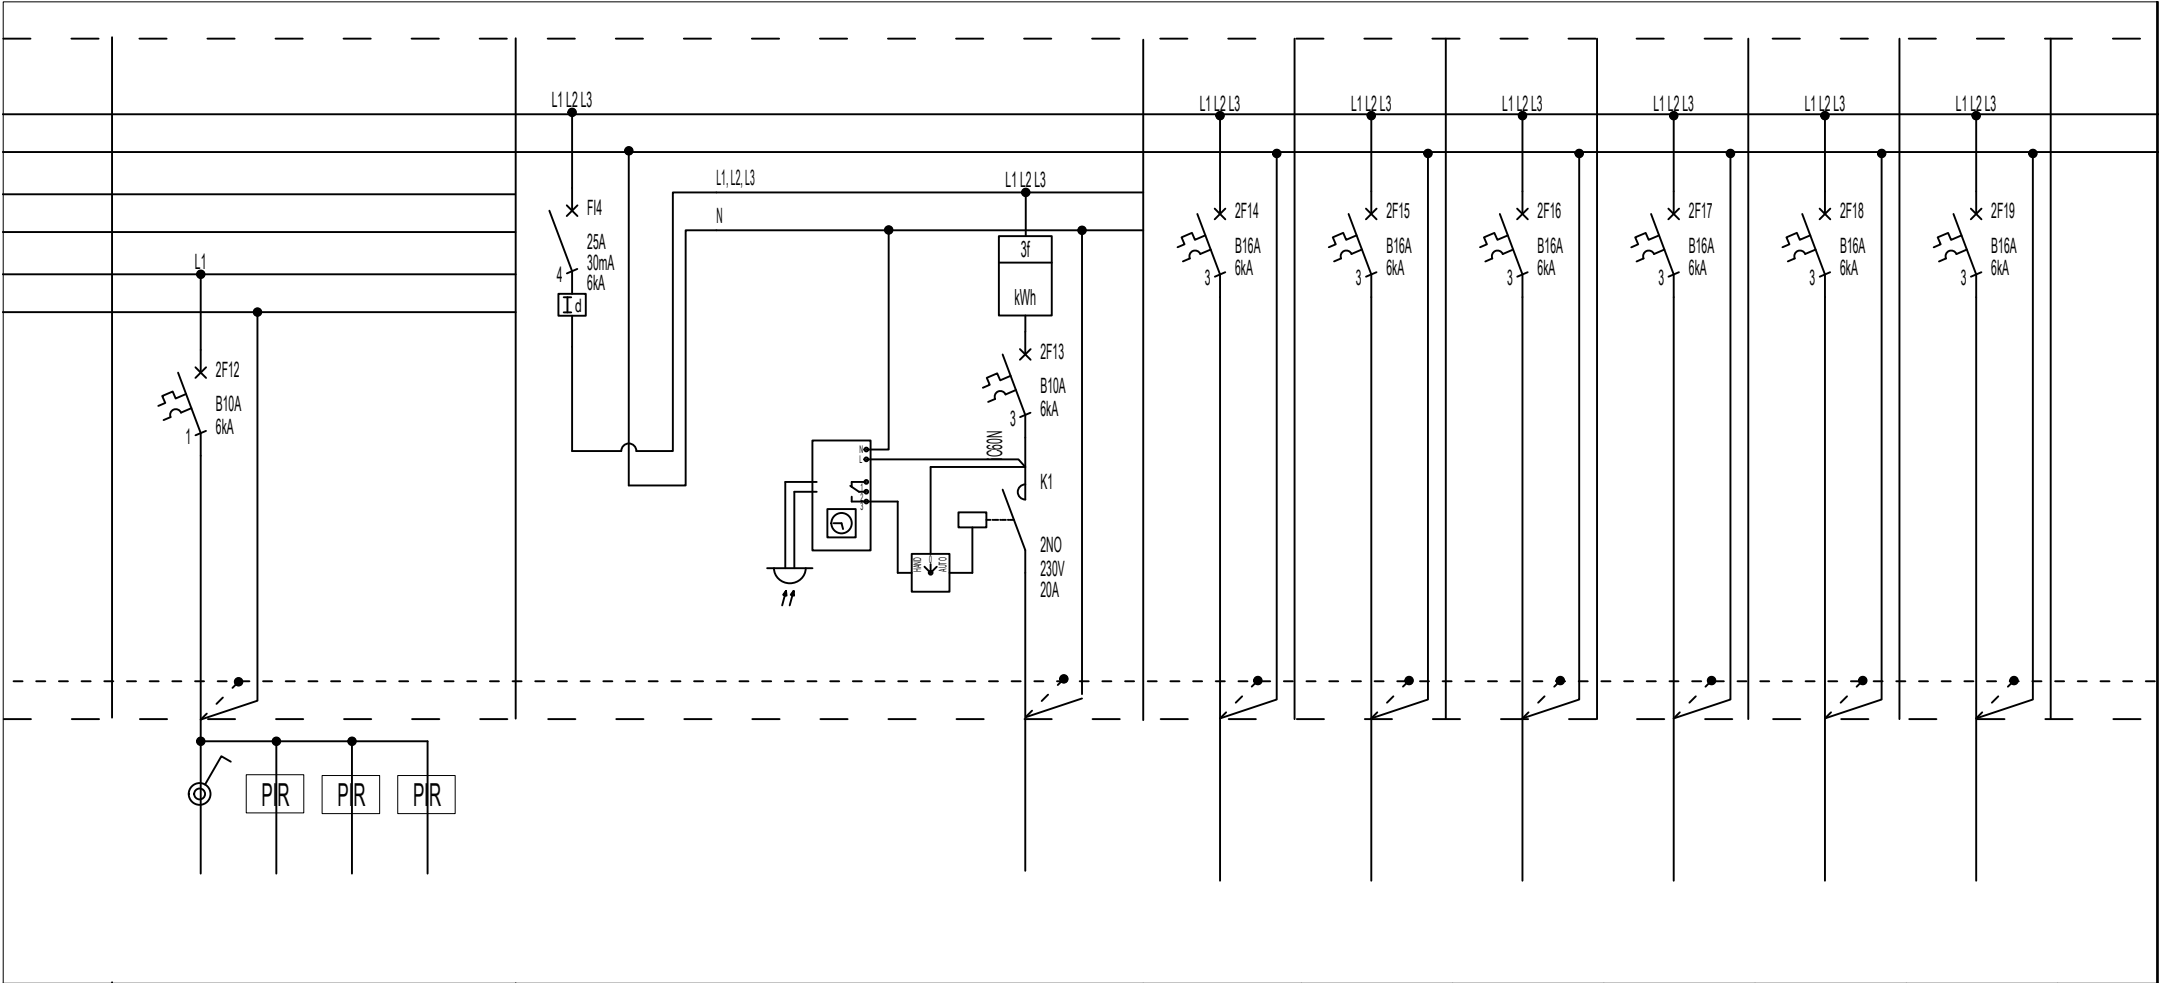 L1 L2 L3
L1 L2 L3
L1 L2 L3
L1 L2 L3
L1 L2 L3
L1 L2 L3
L1 L2 L3
L1, L2, L3
L1 L2 L3
N
L1
FI4
25A
30mA
6kA
4
I d
3f
kWh
2F12
B10A
6kA
1
2F13
B10A
6kA
3
C60N
K1
N
L
1
2
3
HAND
0
AUTO
2NO
230V
20A
2F14
B16A
6kA
3
2F15
B16A
6kA
3
2F16
B16A
6kA
3
2F17
B16A
6kA
3
2F18
B16A
6kA
3
2F19
B16A
6kA
3
PIR
PIR
PIR